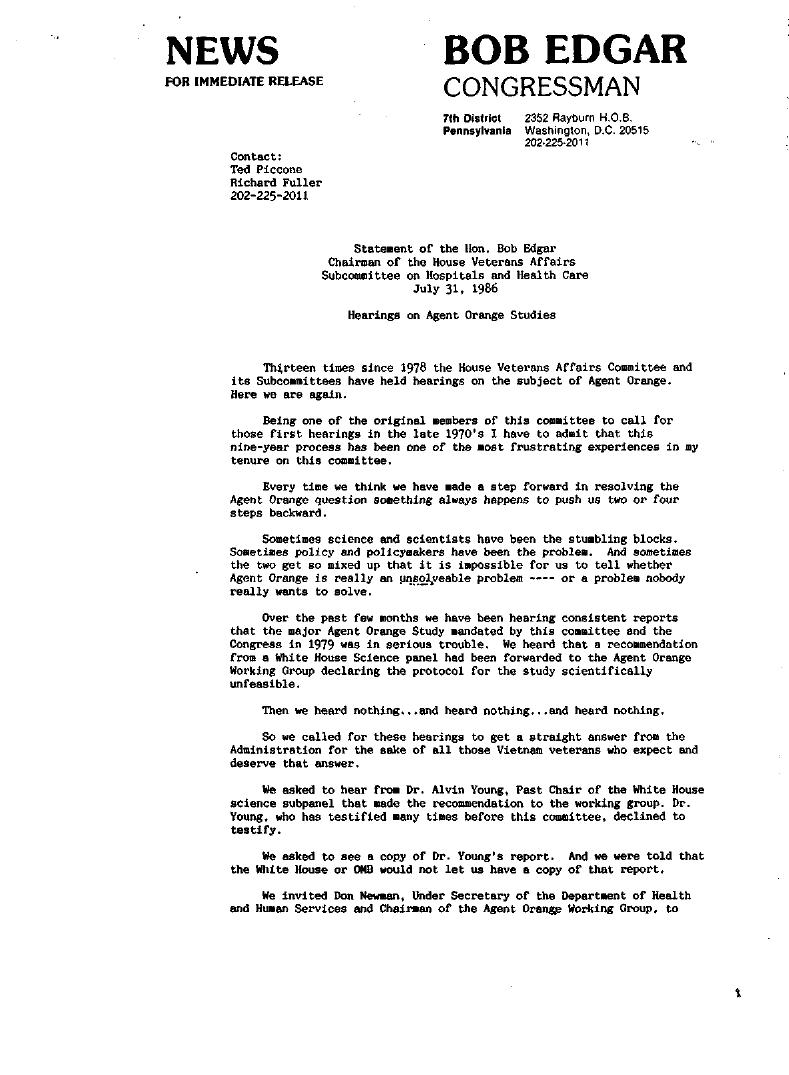 NEWS
FOR IMMEDIATE RELEASE
BOB EDGAR
CONGRESSMAN
7th District 2352 Rayburn H.O.B.
Pennsylvania Washington, D.C. 20515
202-225-2011
Contact:
Ted Piccone
Richard Fuller
202-225-2011
Statement of the Hon. Bob Edgar
Chairman of the House Veterans Affairs
Subcommittee on Hospitals and Health Care
July 31, 1986
Hearings on Agent Orange Studies
Thirteen times since 1978 the House Veterans Affairs Committee and
its Subcommittees have held hearings on the subject of Agent Orange.
Here we are again.
Being one of the original members of this committee to call for
those first hearings in the late 1970's I have to admit that this
nine-year process has been one of the most frustrating experiences in my
tenure on this committee.
Every time we think we have made a step forward in resolving the
Agent Orange question something always happens to push us two or four
steps backward.
Sometimes science and scientists have been the stumbling blocks.
Sometimes policy and policymakers have been the problem. And sometimes
the two get so mixed up that it is impossible for us to tell whether
Agent Orange is really an unsolveable problem ---- or a problem nobody
really wants to solve.
Over the past few months we have been hearing consistent reports
that the major Agent Orange Study mandated by this committee and the
Congress in 1979 was in serious trouble. We heard that a recommendation
from a White House Science panel had been forwarded to the Agent Orange
Working Group declaring the protocol for the study scientifically
unfeasible.
Then we heard nothing...and heard nothing...and heard nothing.
So we called for these hearings to get a straight answer from the
Administration for the sake of all those Vietnam veterans who expect and
deserve that answer.
We asked to hear from Dr. Alvin Young, Past Chair of the White House
science subpanel that made the recommendation to the working group. Dr.
Young, who has testified many times before this committee, declined to
testify.
We asked to see a copy of Dr. Young's report. And we were told that
the White House or OMB would not let us have a copy of that report.
We invited Don Newman, Under Secretary of the Department of Health
and Human Services and Chairman of the Agent Orange Working Group, to
1